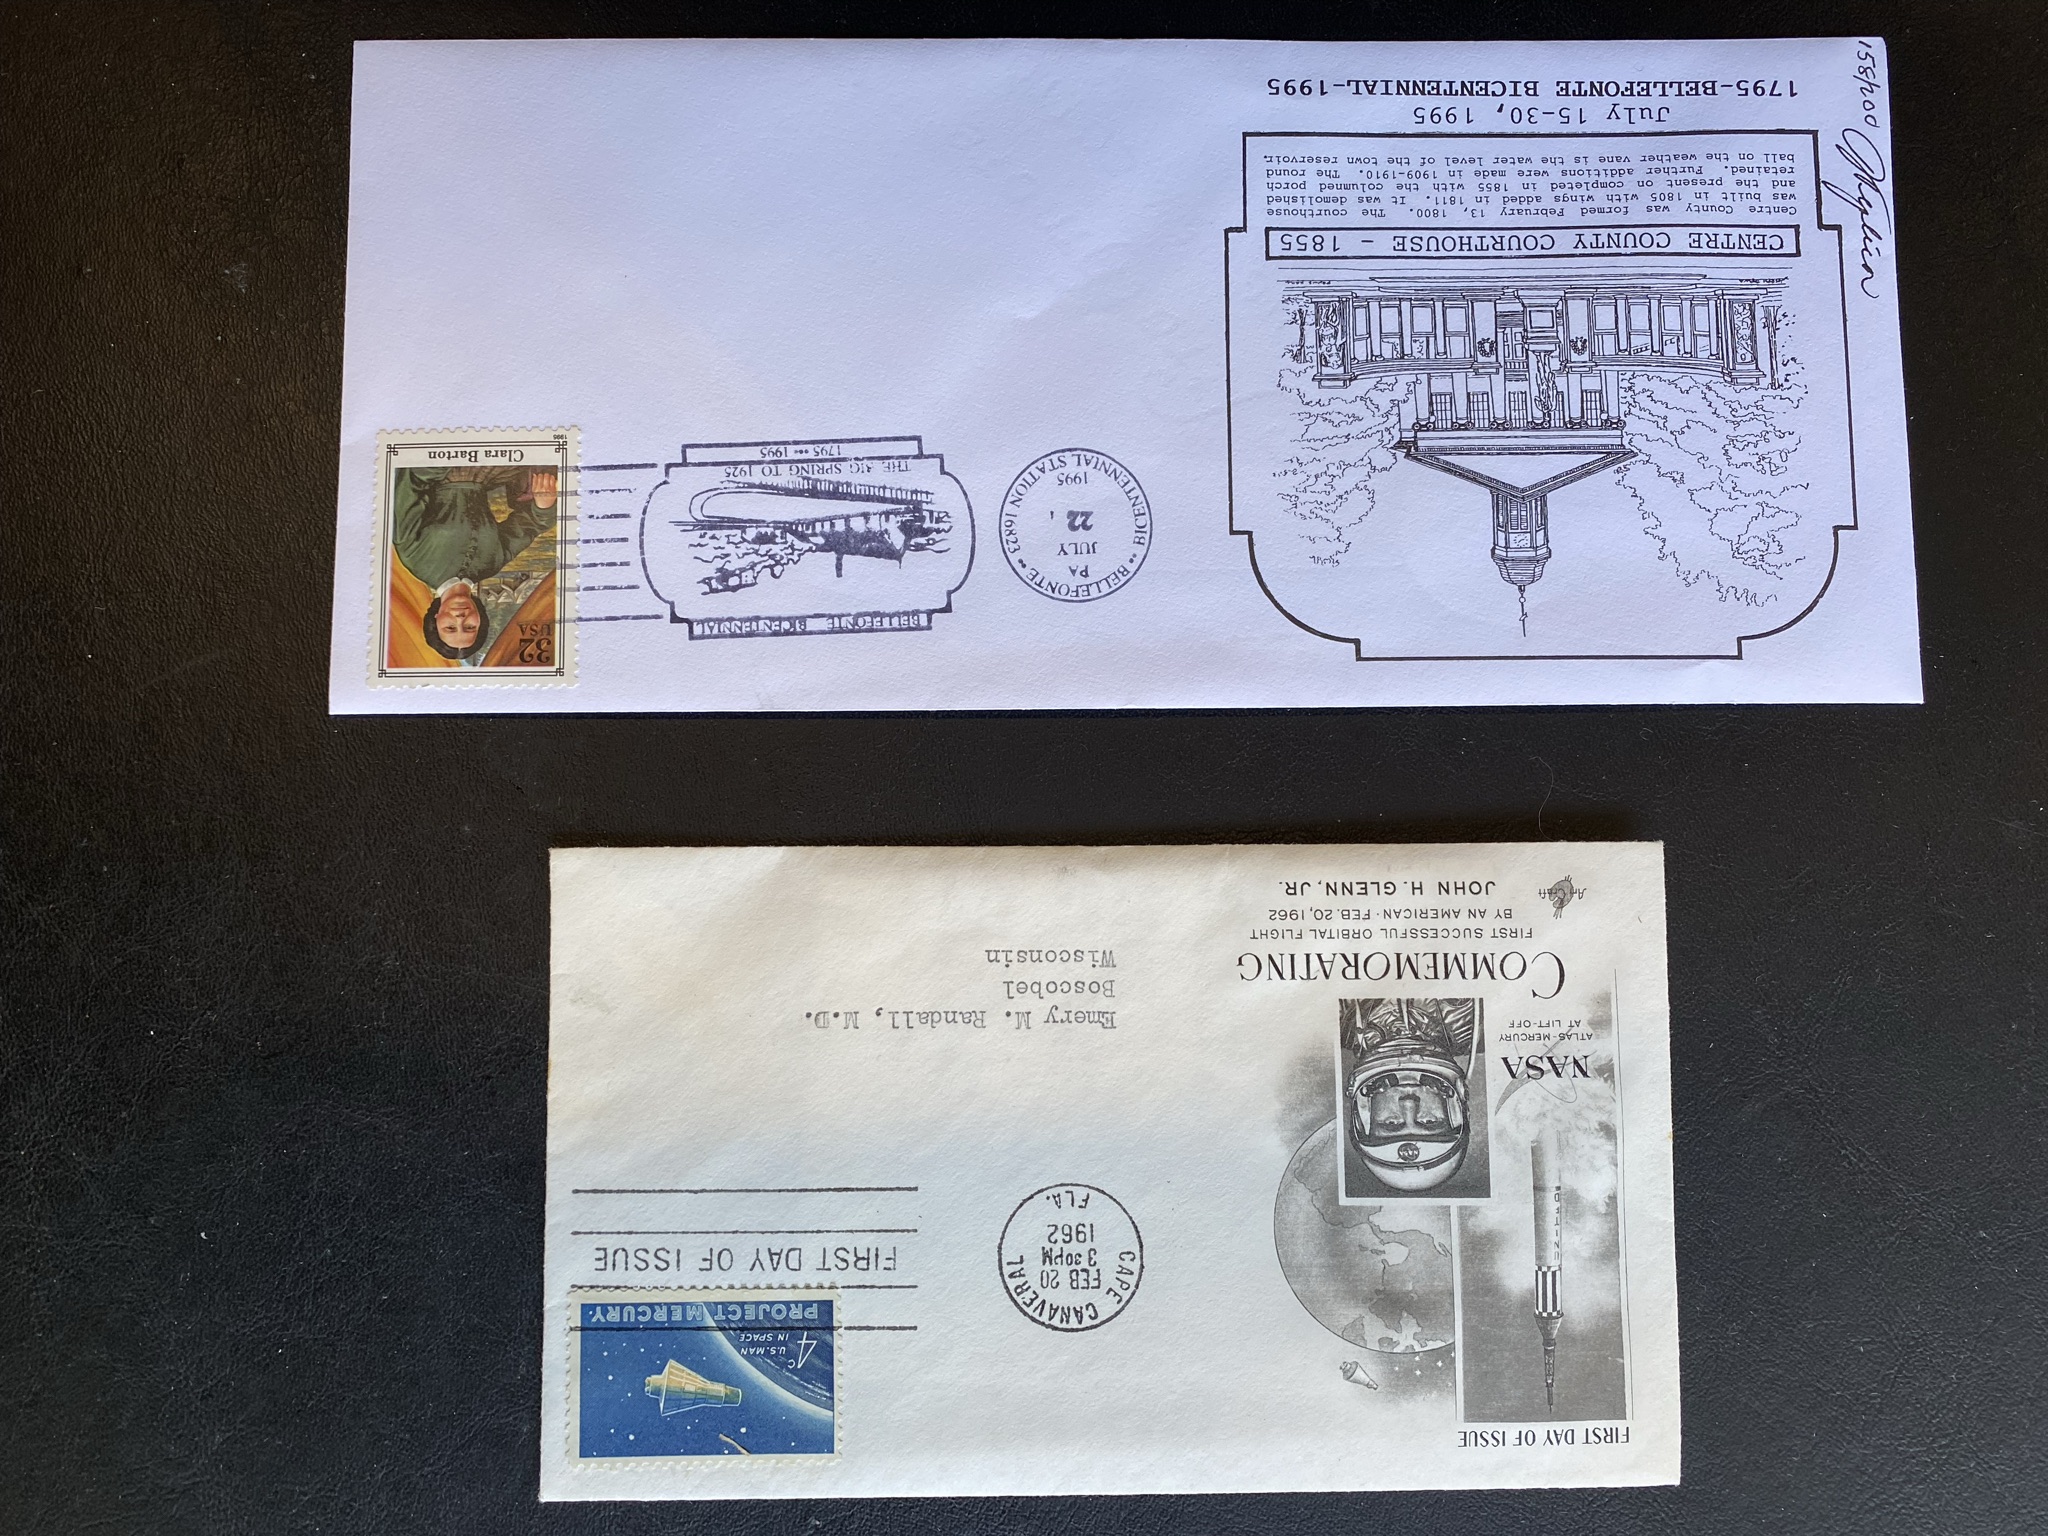 FIRST DAY OF ISSUE
NASA
ATLAS-MERCURY
AT LIFT-OFF
COMMEMORATING
FIRST SUCCESSFUL ORBITAL FLIGHT
BY AN AMERICAN · FEB. 20, 1962
JOHN H. GLENN, JR.
Art Craft
CAPE CANAVERAL
FEB 20
3 30 PM
1962
FLA.
4c
U.S. MAN
IN SPACE
PROJECT MERCURY
FIRST DAY OF ISSUE
Emery M. Randall, M.D.
Boscobel
Wisconsin
CENTRE COUNTY COURTHOUSE - 1855
Centre County was formed February 13, 1800. The courthouse
was built in 1805 with wings added in 1811. It was demolished
and the present on completed in 1855 with the columned porch
retained. Further additions were made in 1909-1910. The round
ball on the weather vane is the water level of the town reservoir.
July 15-30, 1995
1795-BELLEFONTE BICENTENNIAL-1995
158/200
•• BELLEFONTE •• BICENTENNIAL STATION 16823
PA
JULY
22
1995
BELLEFONTE BICENTENNIAL
THE BIG SPRING TO 1925
1795 ••• 1995
32
USA
Clara Barton
1995